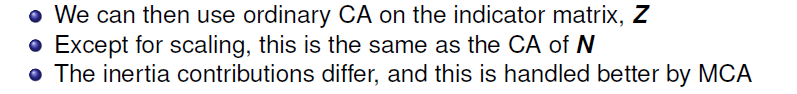 We can then use ordinary CA on the indicator matrix, Z
Except for scaling, this is the same as the CA of N
The inertia contributions differ, and this is handled better by MCA